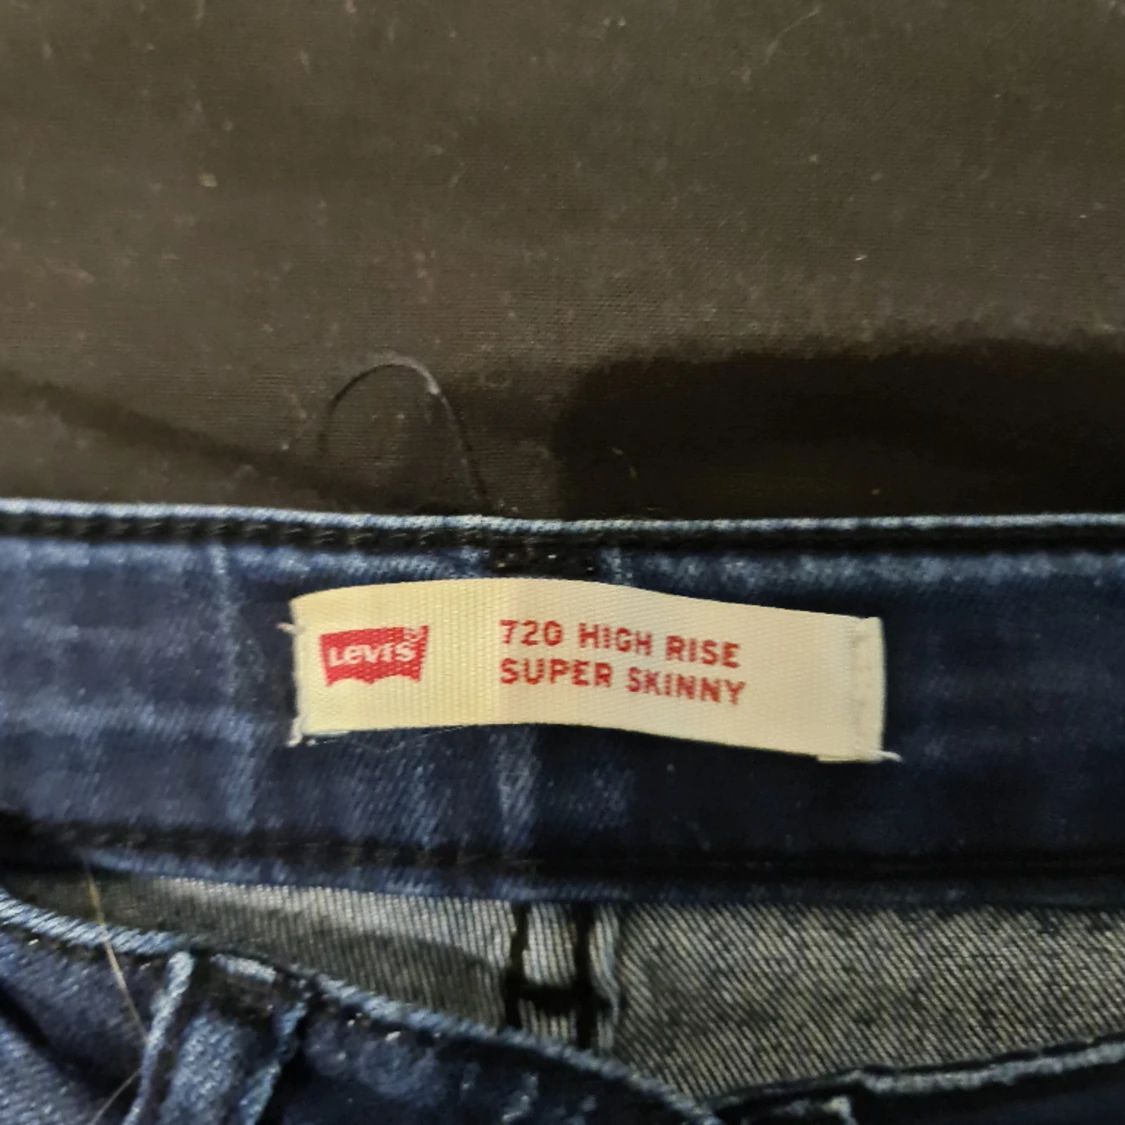 Levi's
720 HIGH RISE
SUPER SKINNY